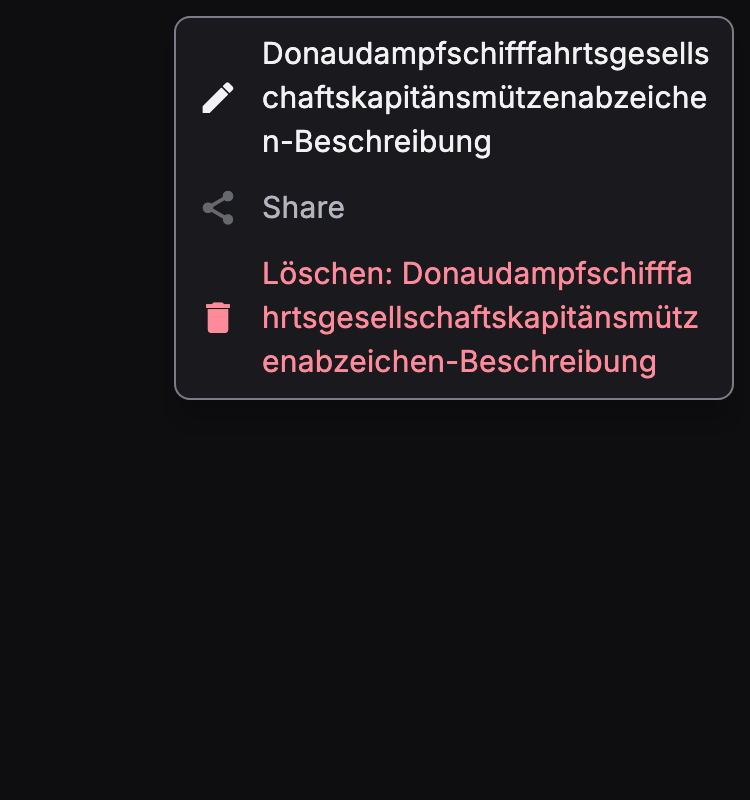 Donaudampfschifffahrtsgesells
chaftskapitänsmützenabzeiche
n-Beschreibung
Share
Löschen: Donaudampfschifffa
hrtsgesellschaftskapitänsmütz
enabzeichen-Beschreibung